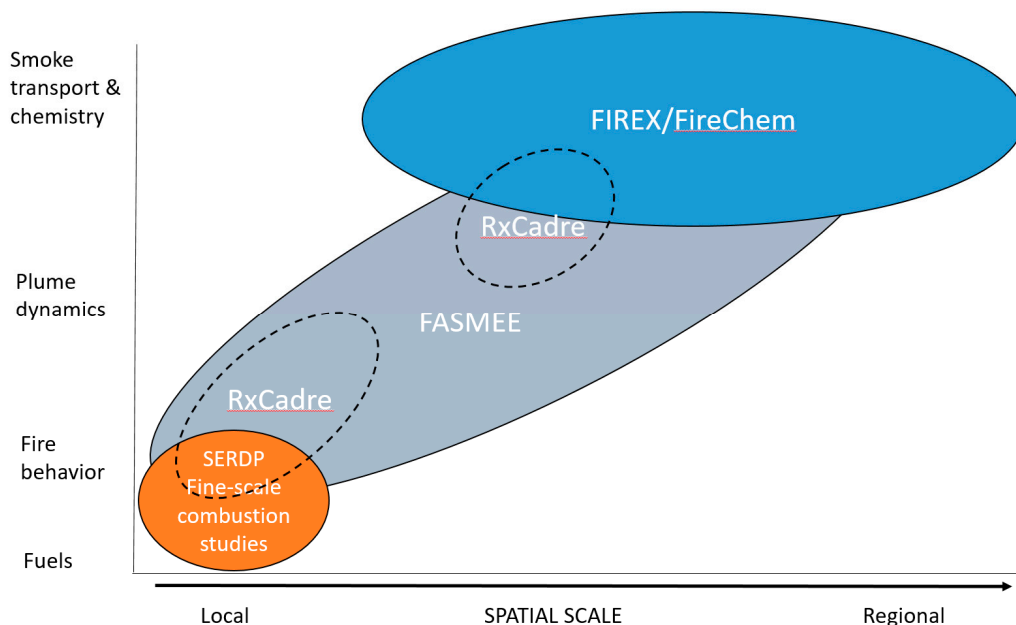 Smoke
transport &
chemistry
FIREX/FireChem
RxCadre
Plume
dynamics
FASMEE
RxCadre
Fire
behavior
SERDP
Fine-scale
combustion
studies
Fuels
Local
SPATIAL SCALE
Regional